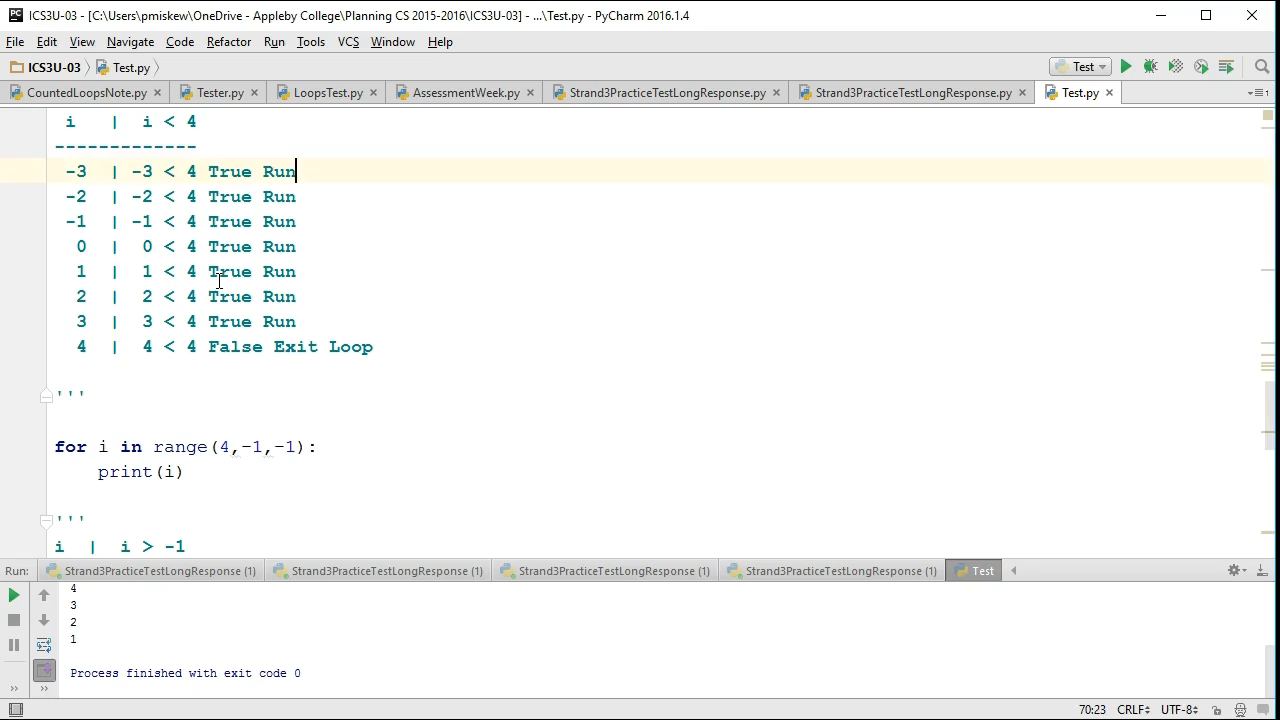 ICS3U-03 - [C:\Users\pmiskew\OneDrive - Appleby College\Planning CS 2015-2016\ICS3U-03] - ...\Test.py - PyCharm 2016.1.4
File Edit View Navigate Code Refactor Run Tools VCS Window Help
ICS3U-03 Test.py Test
CountedLoopsNote.py Tester.py LoopsTest.py AssessmentWeek.py Strand3PracticeTestLongResponse.py Strand3PracticeTestLongResponse.py Test.py
i | i < 4
-------------
-3 | -3 < 4 True Run
-2 | -2 < 4 True Run
-1 | -1 < 4 True Run
0 | 0 < 4 True Run
1 | 1 < 4 True Run
2 | 2 < 4 True Run
3 | 3 < 4 True Run
4 | 4 < 4 False Exit Loop
'''
for i in range(4,-1,-1):
print(i)
'''
i | i > -1
Run: Strand3PracticeTestLongResponse (1) Strand3PracticeTestLongResponse (1) Strand3PracticeTestLongResponse (1) Strand3PracticeTestLongResponse (1) Test
4
3
2
1
Process finished with exit code 0
70:23 CRLF UTF-8